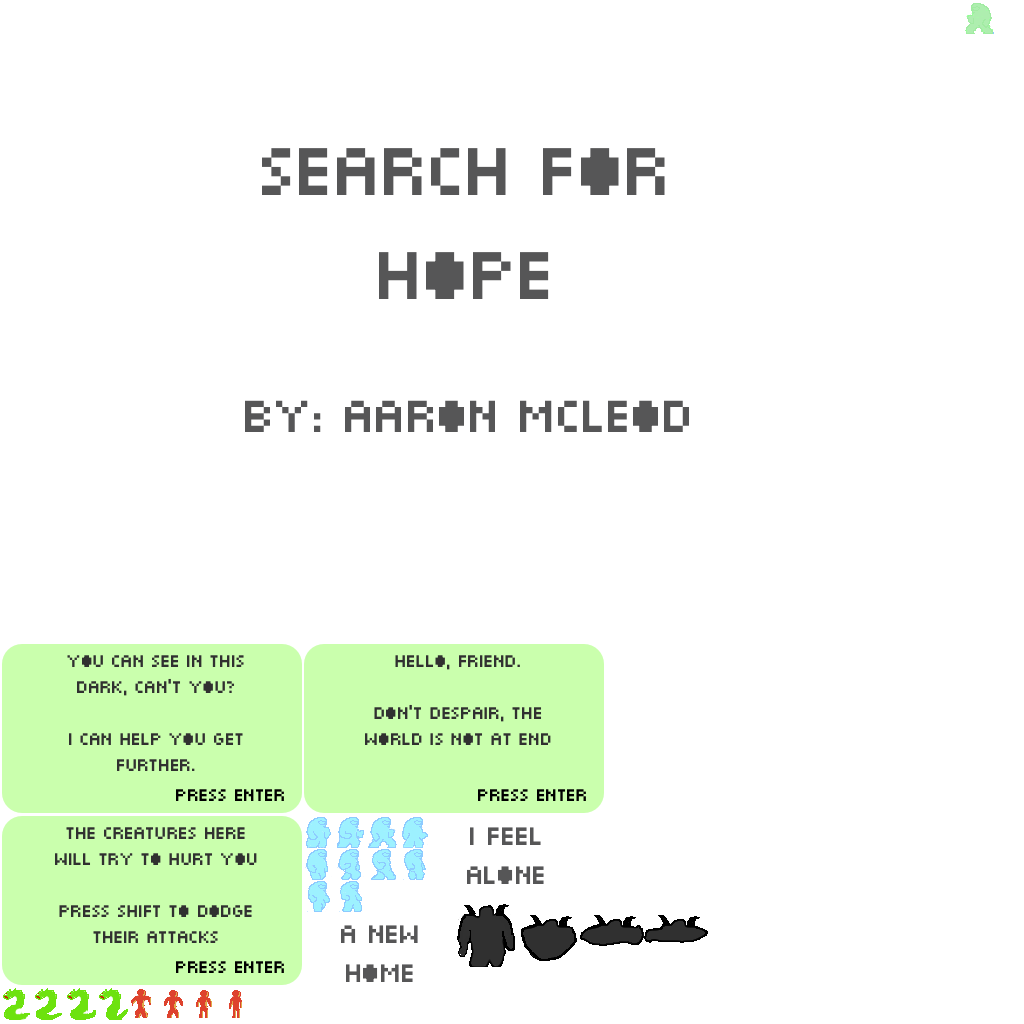 SEARCH FOR
HOPE
BY: AARON MCLEOD
YOU CAN SEE IN THIS
DARK, CAN'T YOU?
I CAN HELP YOU GET
FURTHER.
PRESS ENTER
HELLO, FRIEND.
DON'T DESPAIR, THE
WORLD IS NOT AT END
PRESS ENTER
THE CREATURES HERE
WILL TRY TO HURT YOU
PRESS SHIFT TO DODGE
THEIR ATTACKS
PRESS ENTER
I FEEL
ALONE
A NEW
HOME